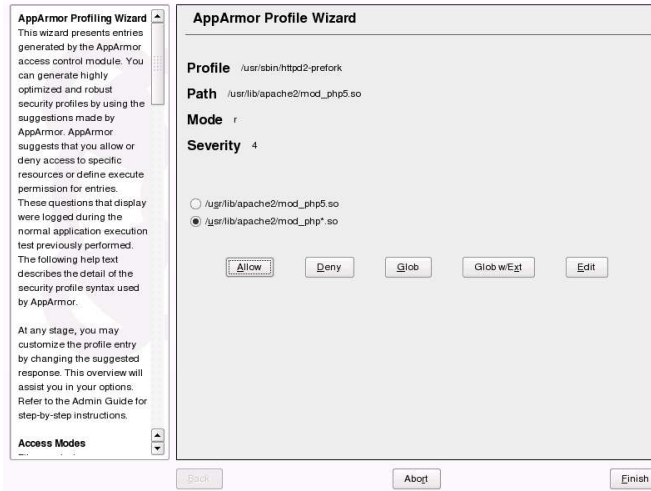 AppArmor Profiling Wizard
This wizard presents entries
generated by the AppArmor
access control module. You
can generate highly
optimized and robust
security profiles by using the
suggestions made by
AppArmor. AppArmor
suggests that you allow or
deny access to specific
resources or define execute
permission for entries.
These questions that display
were logged during the
normal application execution
test previously performed.
The following help text
describes the detail of the
security profile syntax used
by AppArmor.
At any stage, you may
customize the profile entry
by changing the suggested
response. This overview will
assist you in your options.
Refer to the Admin Guide for
step-by-step instructions.
Access Modes
AppArmor Profile Wizard
Profile /usr/sbin/httpd2-prefork
Path /usr/lib/apache2/mod_php5.so
Mode r
Severity 4
/usr/lib/apache2/mod_php5.so
/usr/lib/apache2/mod_php*.so
Allow Deny Glob Glob w/Ext Edit
Back Abort Finish